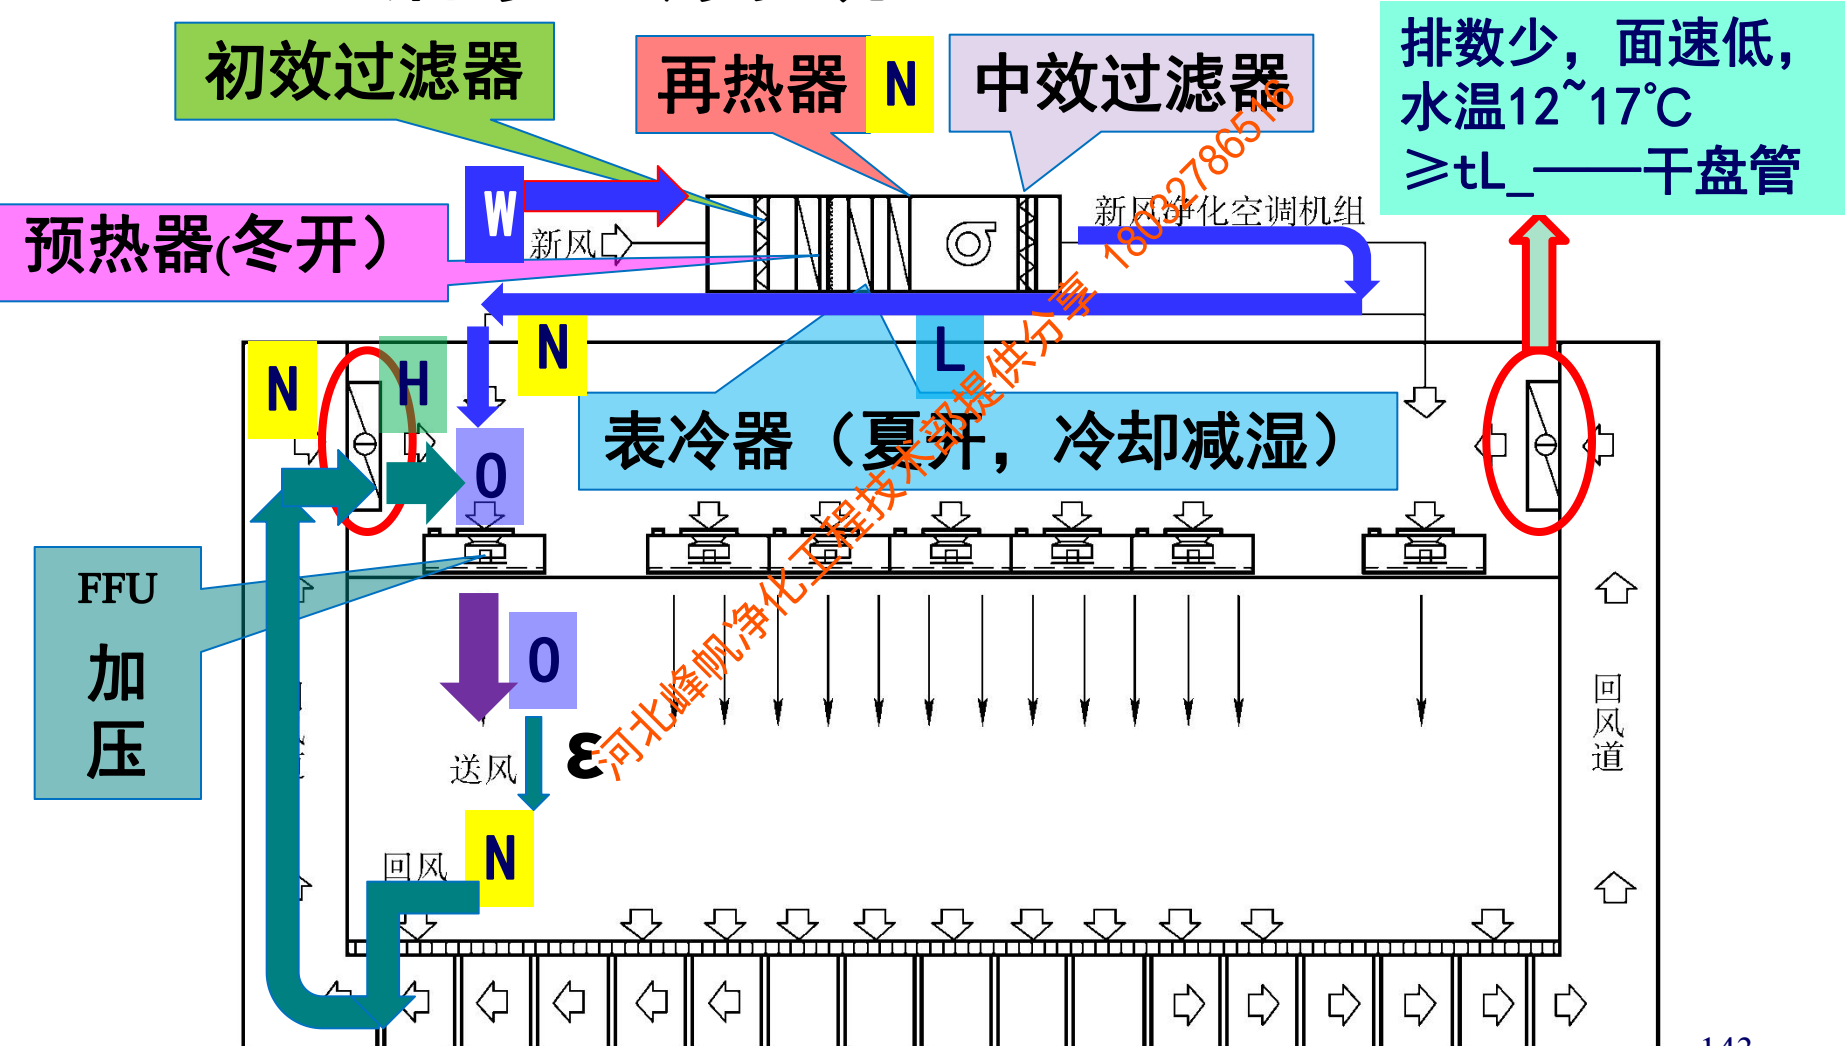 初效过滤器
再热器
N
中效过滤器
排数少，面速低，
水温12~17℃
≥tL_——干盘管
W
新风
新风净化空调机组
预热器(冬开）
N
L
N
H
表冷器（夏开，冷却减湿）
O
FFU
加
压
O
送风
ε
回风道
N
回风
河北峰帆净化工程技术部提供分享 18032786516